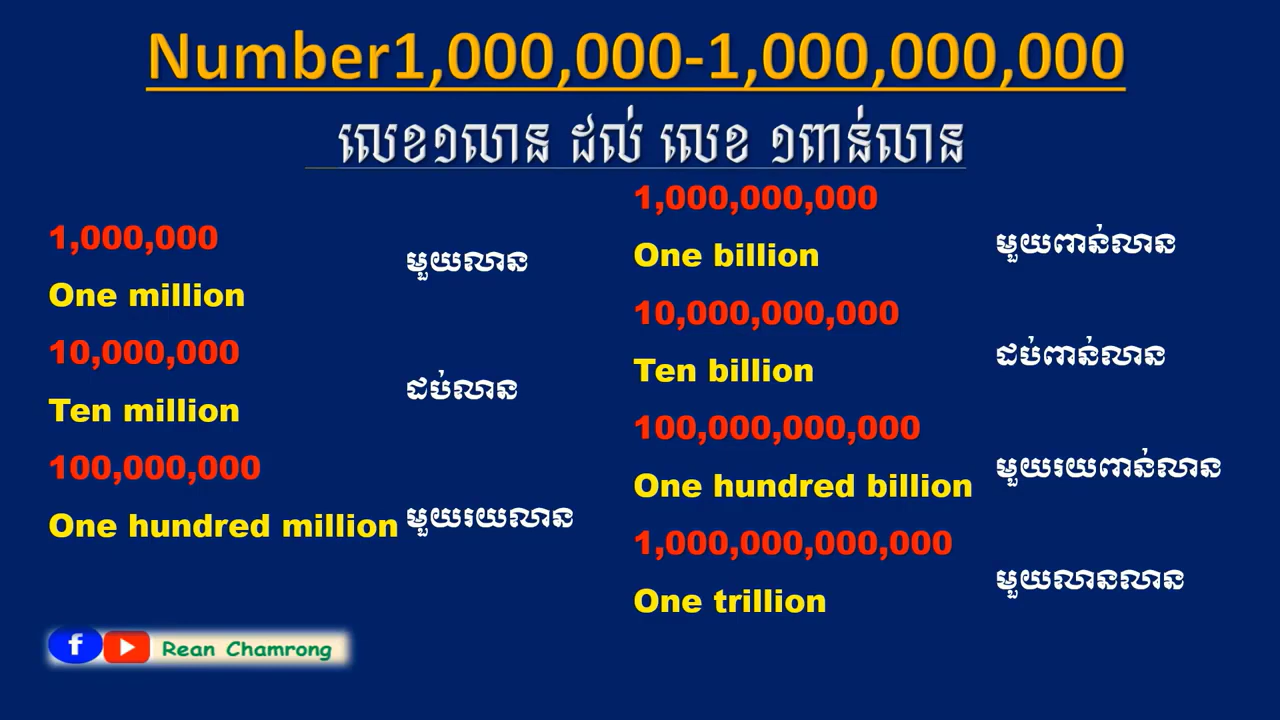 Number1,000,000-1,000,000,000
លេខ១លាន ដល់ លេខ ១ពាន់លាន
1,000,000
One million
មួយលាន
10,000,000
Ten million
ដប់លាន
100,000,000
One hundred million
មួយរយលាន
1,000,000,000
One billion
មួយពាន់លាន
10,000,000,000
Ten billion
ដប់ពាន់លាន
100,000,000,000
One hundred billion
មួយរយពាន់លាន
1,000,000,000,000
One trillion
មួយលានលាន
f Rean Chamrong